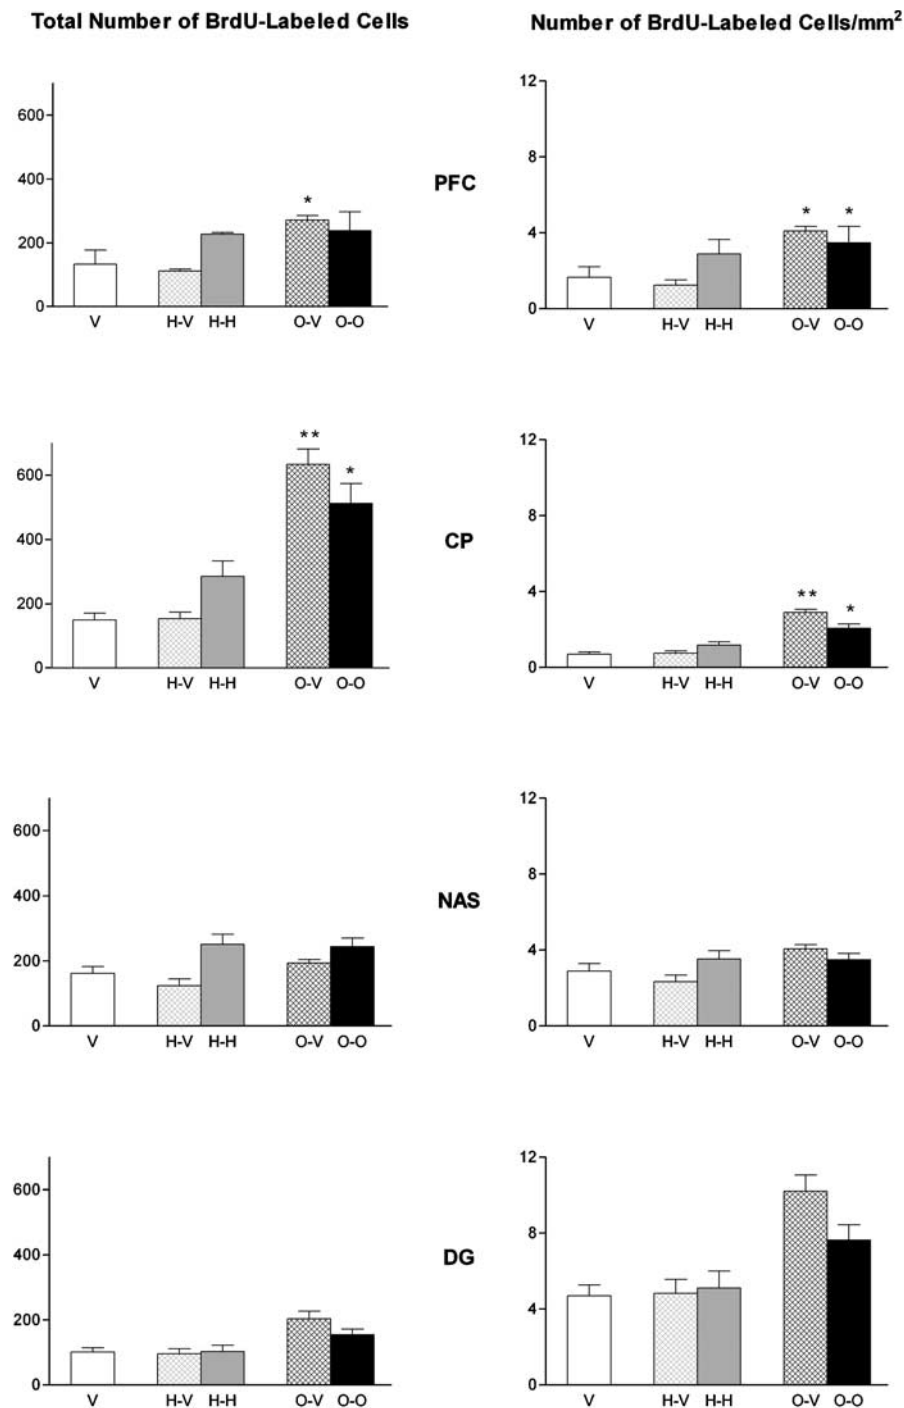 Total Number of BrdU-Labeled Cells
Number of BrdU-Labeled Cells/mm²
600
400
200
0
*
V H-V H-H O-V O-O
PFC
12
8
4
0
* *
V H-V H-H O-V O-O
600
400
200
0
** *
V H-V H-H O-V O-O
CP
12
8
4
0
** *
V H-V H-H O-V O-O
600
400
200
0
V H-V H-H O-V O-O
NAS
12
8
4
0
V H-V H-H O-V O-O
600
400
200
0
V H-V H-H O-V O-O
DG
12
8
4
0
V H-V H-H O-V O-O